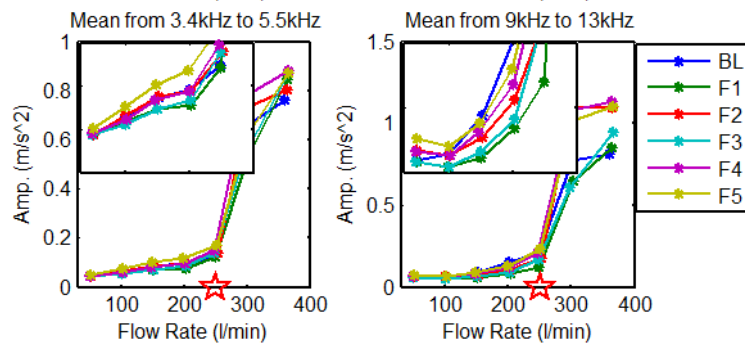 Mean from 3.4kHz to 5.5kHz
Mean from 9kHz to 13kHz
Amp. (m/s^2)
1
0.8
0.6
0.4
0.2
0
100
200
300
400
Flow Rate (l/min)
Amp. (m/s^2)
1.5
1
0.5
0
100
200
300
400
Flow Rate (l/min)
BL
F1
F2
F3
F4
F5